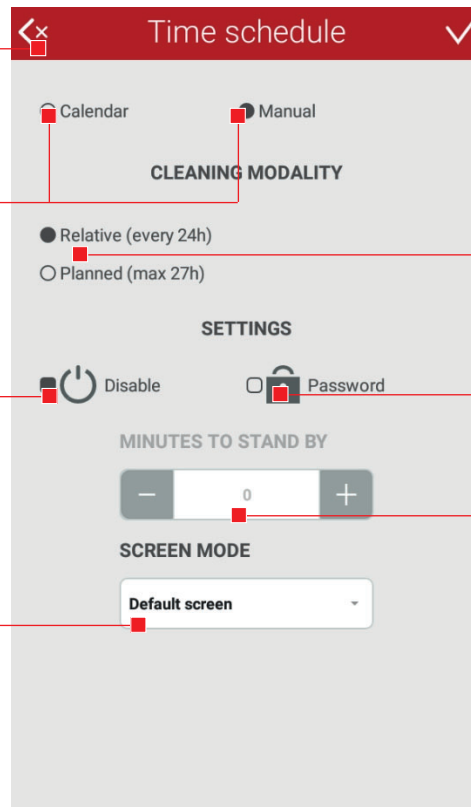 Time schedule
Calendar Manual
CLEANING MODALITY
Relative (every 24h)
Planned (max 27h)
SETTINGS
Disable Password
MINUTES TO STAND BY
0
SCREEN MODE
Default screen